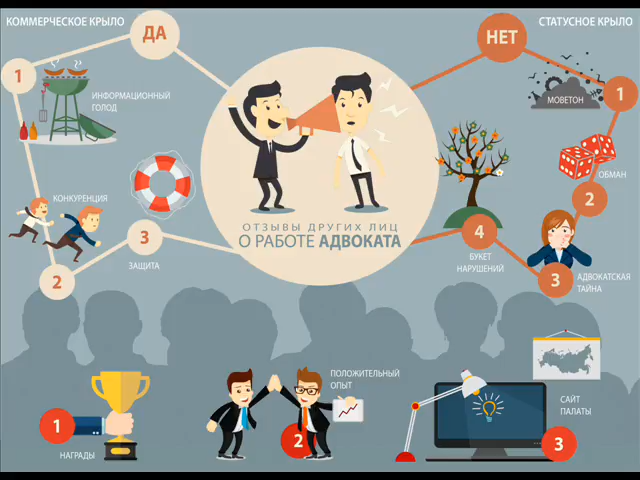 КОММЕРЧЕСКОЕ КРЫЛО
ДА
НЕТ
СТАТУСНОЕ КРЫЛО
1
ИНФОРМАЦИОННЫЙ
ГОЛОД
КОНКУРЕНЦИЯ
2
3
ЗАЩИТА
ОТЗЫВЫ ДРУГИХ ЛИЦ
О РАБОТЕ АДВОКАТА
МОВЕТОН
1
ОБМАН
2
4
БУКЕТ
НАРУШЕНИЙ
3
АДВОКАТСКАЯ
ТАЙНА
1
НАГРАДЫ
ПОЛОЖИТЕЛЬНЫЙ
ОПЫТ
2
САЙТ
ПАЛАТЫ
3